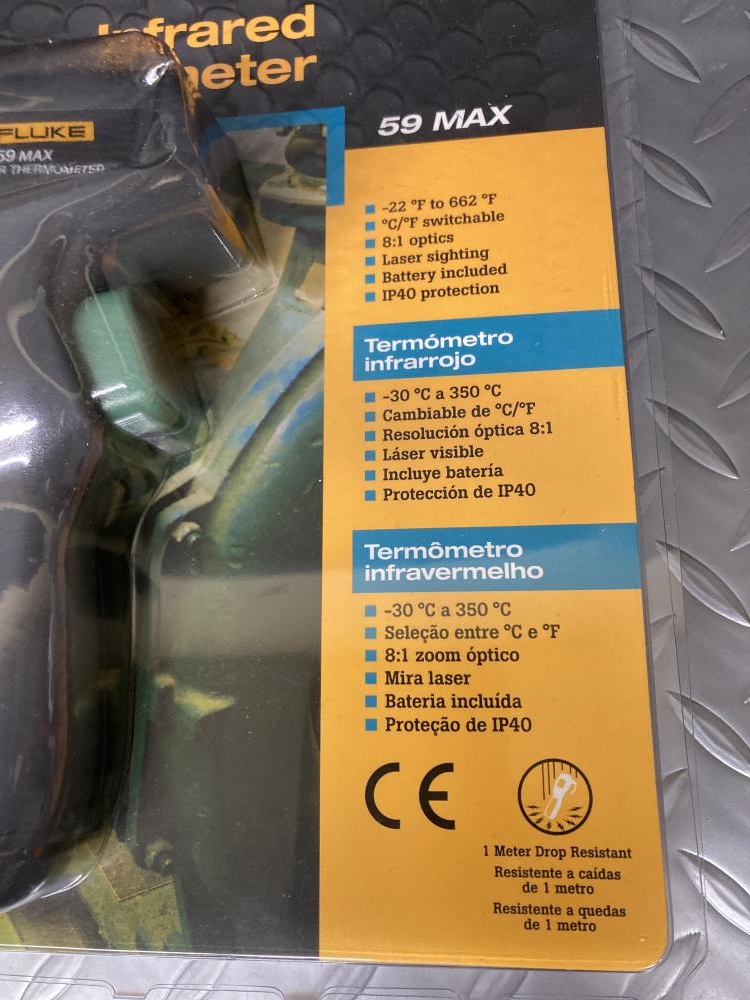 Infrared
meter
59 MAX
FLUKE
59 MAX
R THERMOMETER
-22 °F to 662 °F
°C/°F switchable
8:1 optics
Laser sighting
Battery included
IP40 protection
Termómetro
infrarrojo
-30 °C a 350 °C
Cambiable de °C/°F
Resolución óptica 8:1
Láser visible
Incluye batería
Protección de IP40
Termômetro
infravermelho
-30 °C a 350 °C
Seleção entre °C e °F
8:1 zoom óptico
Mira laser
Bateria incluída
Proteção de IP40
CE
1 Meter Drop Resistant
Resistente a caídas
de 1 metro
Resistente a quedas
de 1 metro